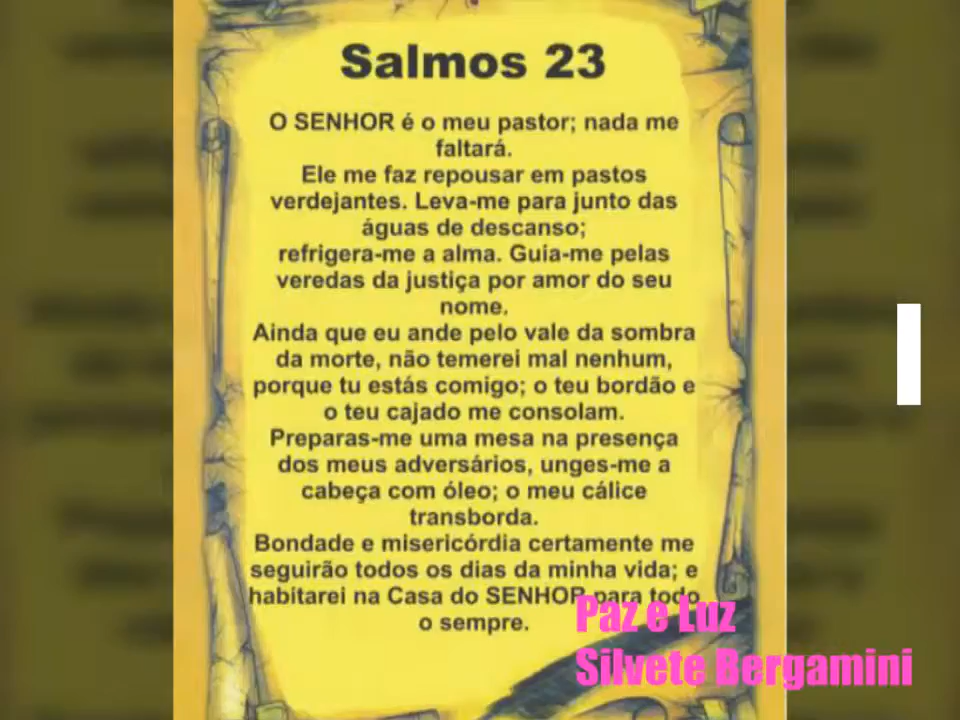 Salmos 23
O SENHOR é o meu pastor; nada me
faltará.
Ele me faz repousar em pastos
verdejantes. Leva-me para junto das
águas de descanso;
refrigera-me a alma. Guia-me pelas
veredas da justiça por amor do seu
nome.
Ainda que eu ande pelo vale da sombra
da morte, não temerei mal nenhum,
porque tu estás comigo; o teu bordão e
o teu cajado me consolam.
Preparas-me uma mesa na presença
dos meus adversários, unges-me a
cabeça com óleo; o meu cálice
transborda.
Bondade e misericórdia certamente me
seguirão todos os dias da minha vida; e
habitarei na Casa do SENHOR para todo
o sempre.
Paz e Luz
Silvete Bergamini